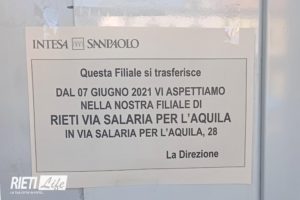 INTESA SANPAOLO
Questa Filiale si trasferisce
DAL 07 GIUGNO 2021 VI ASPETTIAMO
NELLA NOSTRA FILIALE DI
RIETI VIA SALARIA PER L'AQUILA
IN VIA SALARIA PER L'AQUILA, 28
La Direzione
RIETI Life